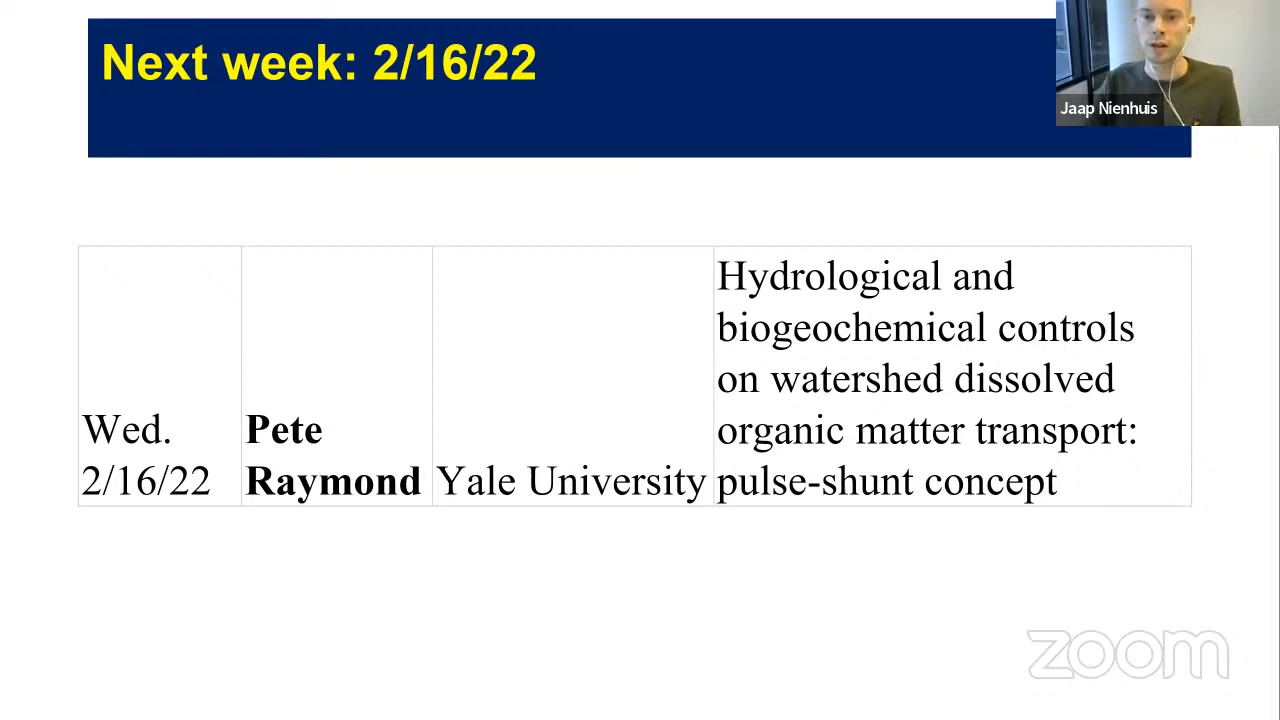 Next week: 2/16/22
Jaap Nienhuis
Wed.
2/16/22
Pete
Raymond
Yale University
Hydrological and
biogeochemical controls
on watershed dissolved
organic matter transport:
pulse-shunt concept
zoom